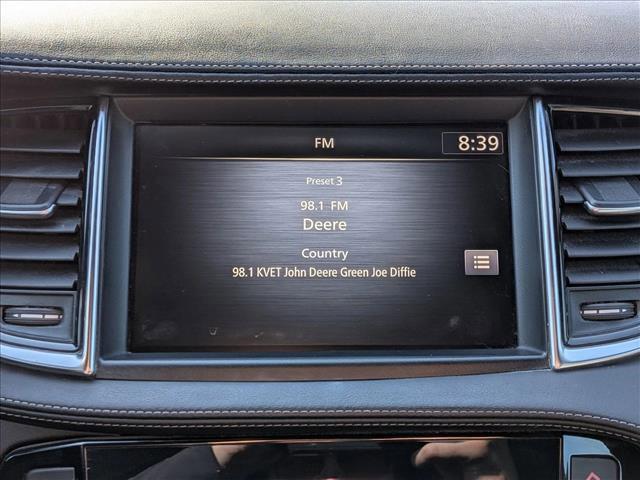 FM
8:39
Preset 3
98.1 FM
Deere
Country
98.1 KVET John Deere Green Joe Diffie